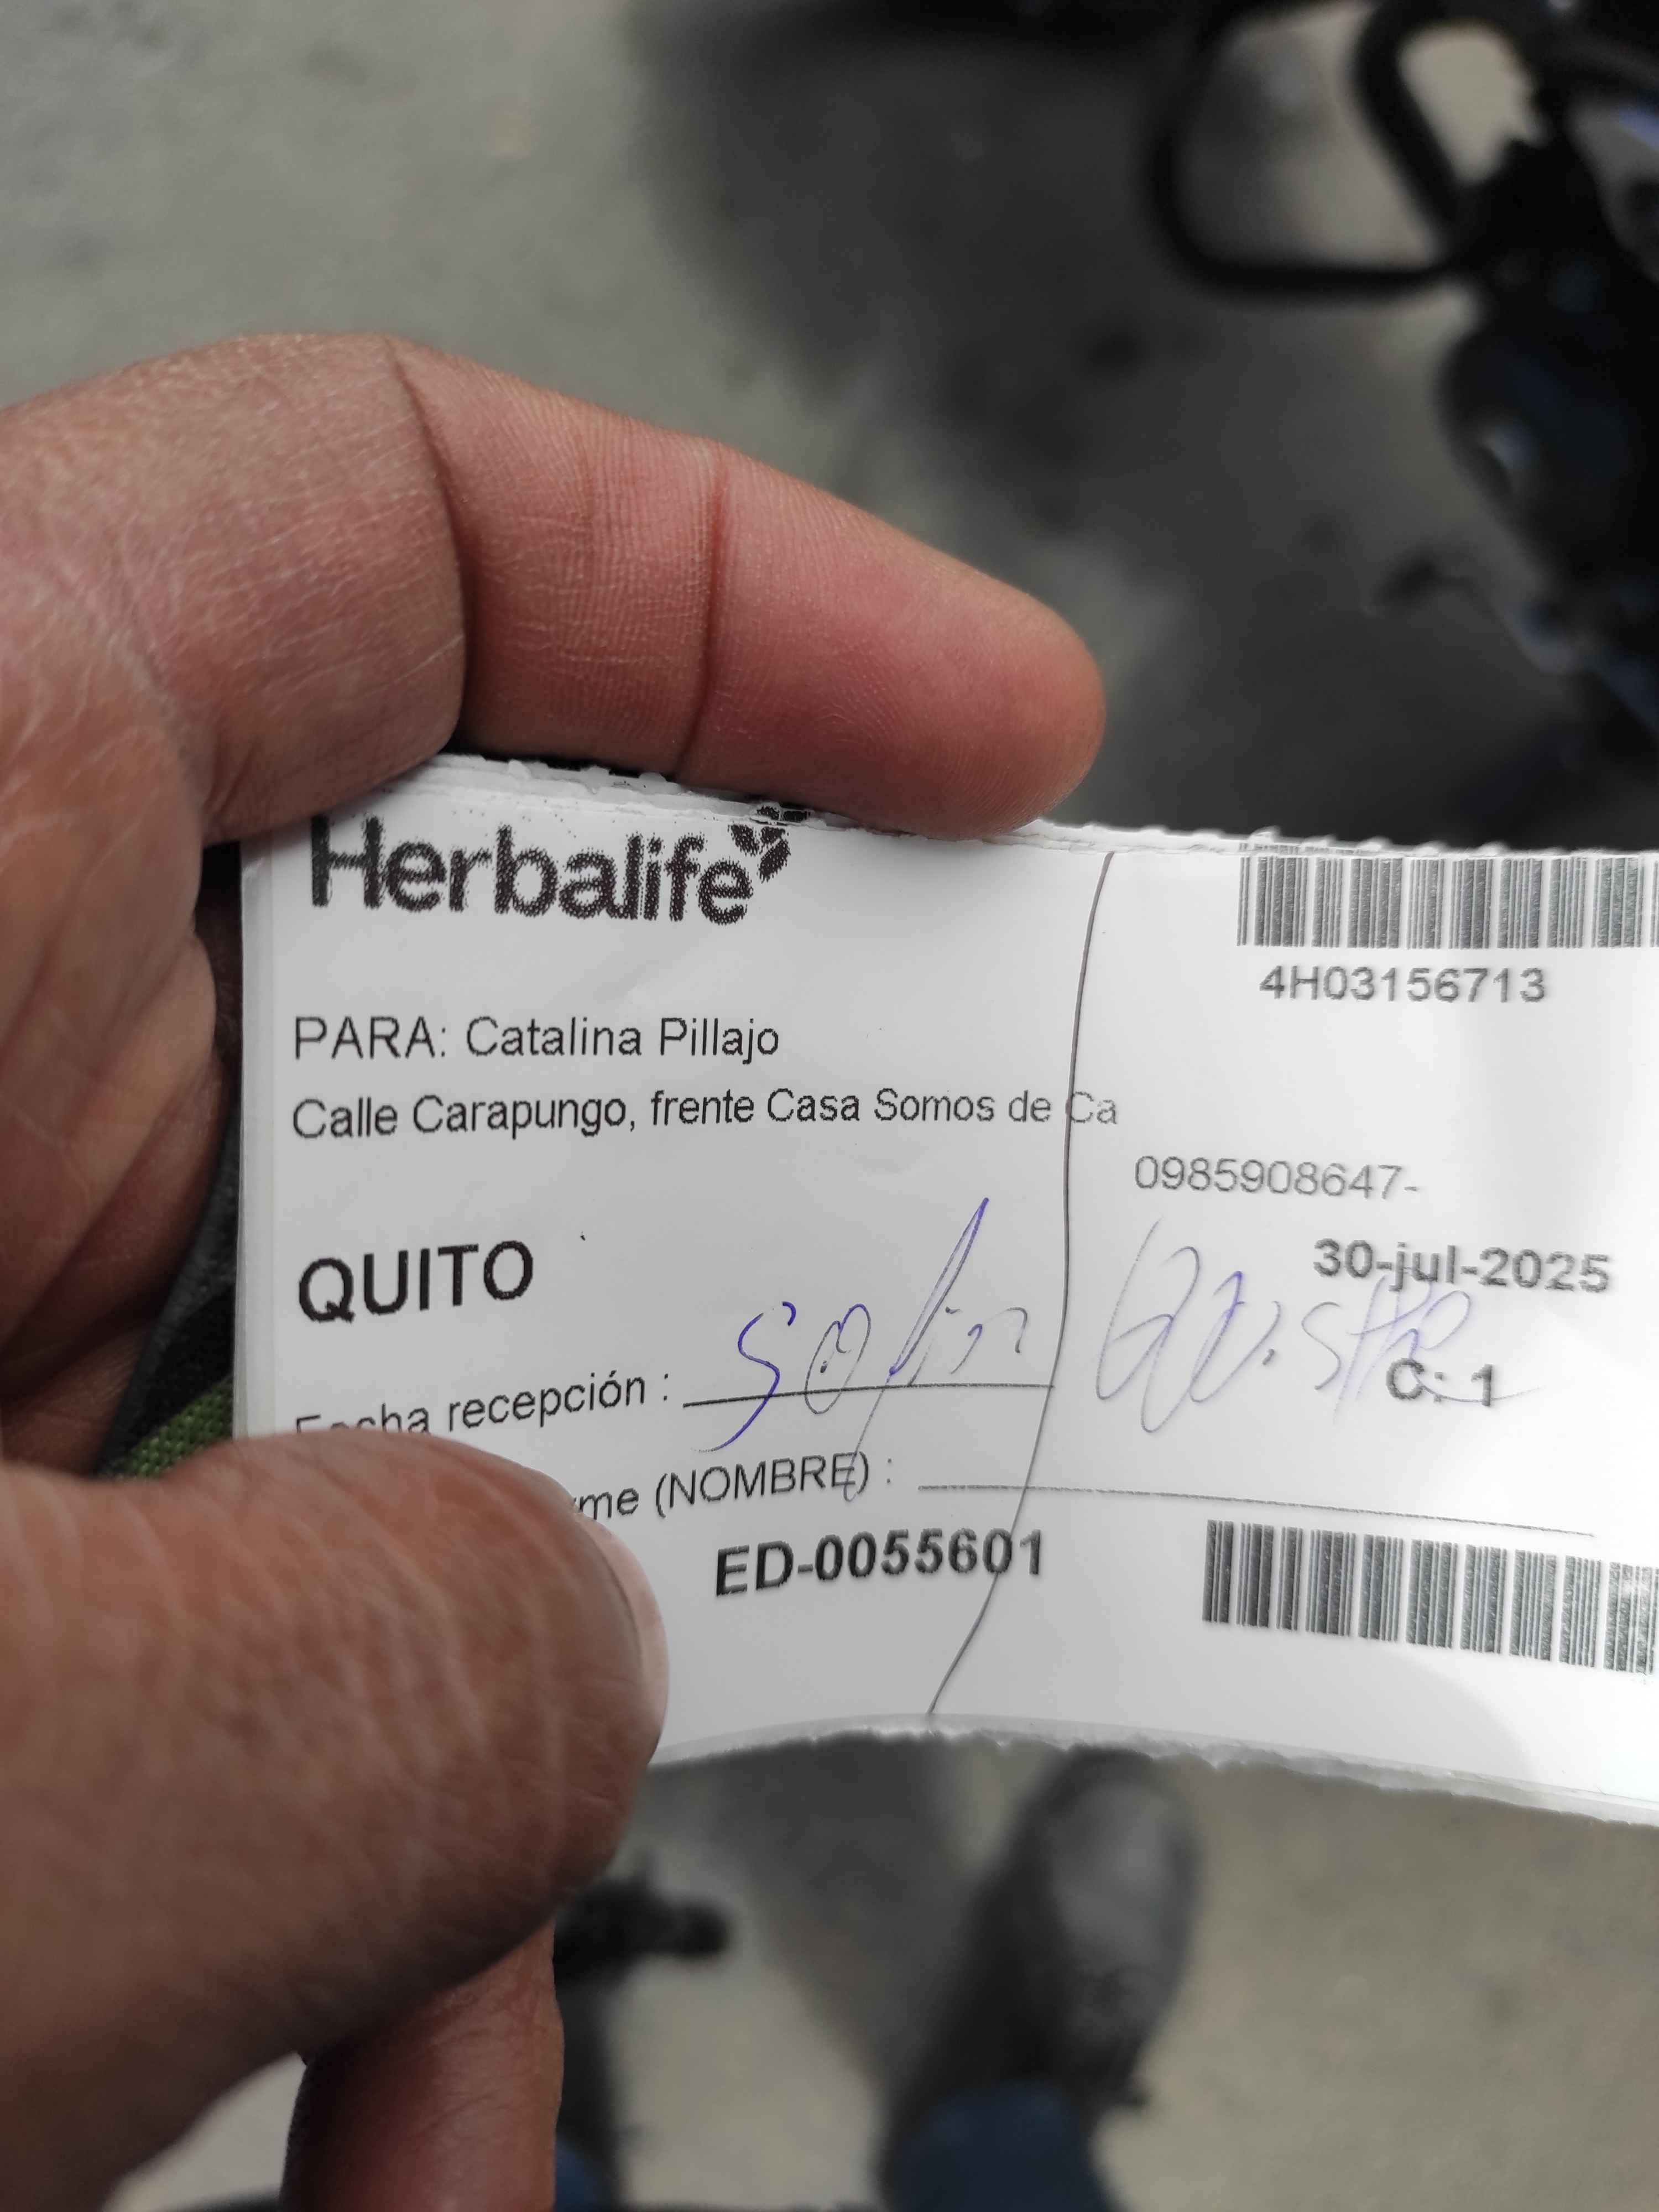 Herbalife
4H03156713
PARA: Catalina Pillajo
Calle Carapungo, frente Casa Somos de Ca
0985908647-
QUITO
30-jul-2025
Fecha recepción :
C: 1
(NOMBRE) :
ED-0055601